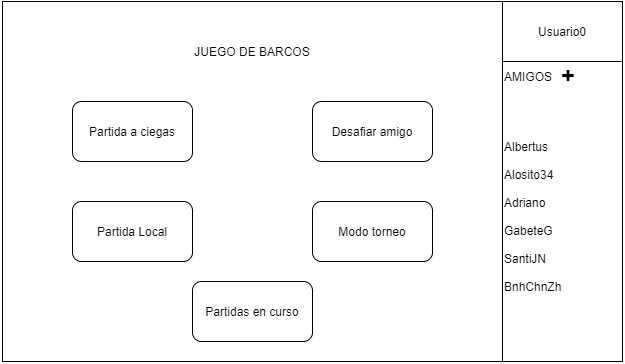 JUEGO DE BARCOS
Partida a ciegas
Desafiar amigo
Partida Local
Modo torneo
Partidas en curso
Usuario0
AMIGOS +
Albertus
Alosito34
Adriano
GabeteG
SantiJN
BnhChnZh